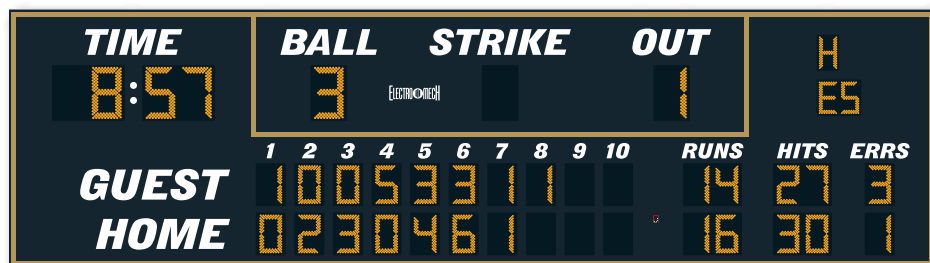 TIME BALL STRIKE OUT H
8:57 3 ELECTRO-MECH 1 E5
1 2 3 4 5 6 7 8 9 10 RUNS HITS ERRS
GUEST 1 0 0 5 3 3 1 1 14 27 3
HOME 0 2 3 0 4 6 1 16 30 1